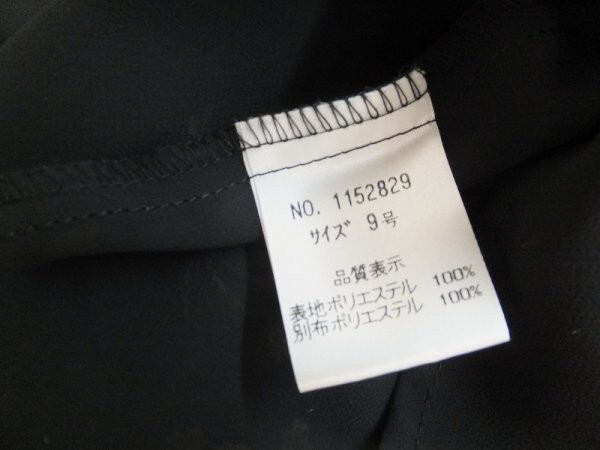 NO. 1152829
サイズ 9号
品質表示
表地ポリエステル 100%
別布ポリエステル 100%